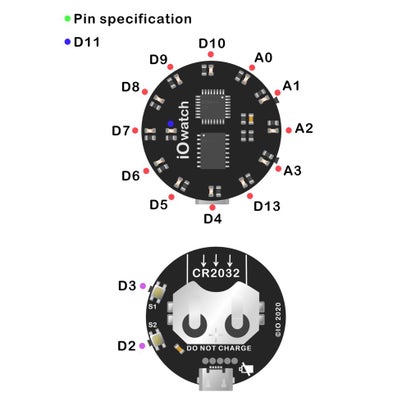 Pin specification
D11
D10
D9
A0
D8
A1
D7
A2
iOwatch
D6
A3
D5
D13
D4
CR2032
D3
S1
S2
D2
©IO 2020
DO NOT CHARGE